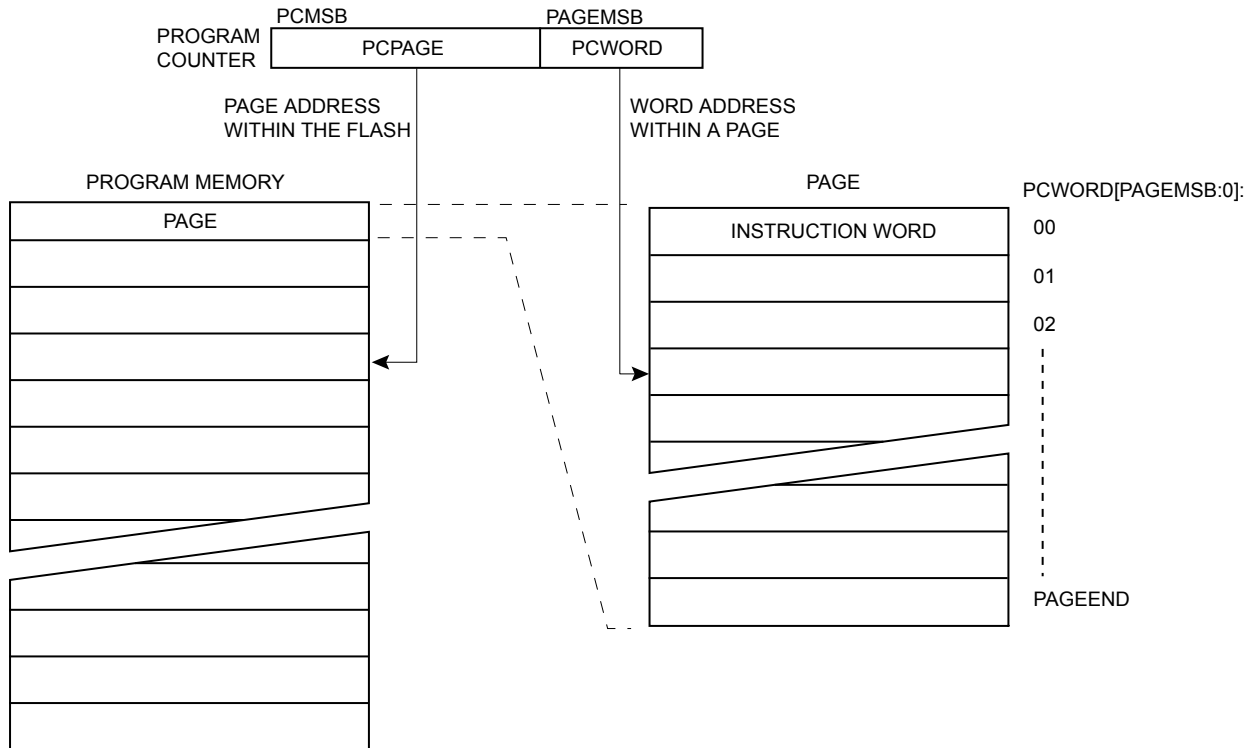 PCMSB
PAGEMSB
PROGRAM
COUNTER
PCPAGE
PCWORD
PAGE ADDRESS
WITHIN THE FLASH
WORD ADDRESS
WITHIN A PAGE
PROGRAM MEMORY
PAGE
PAGE
PCWORD[PAGEMSB:0]:
INSTRUCTION WORD
00
01
02
PAGEEND